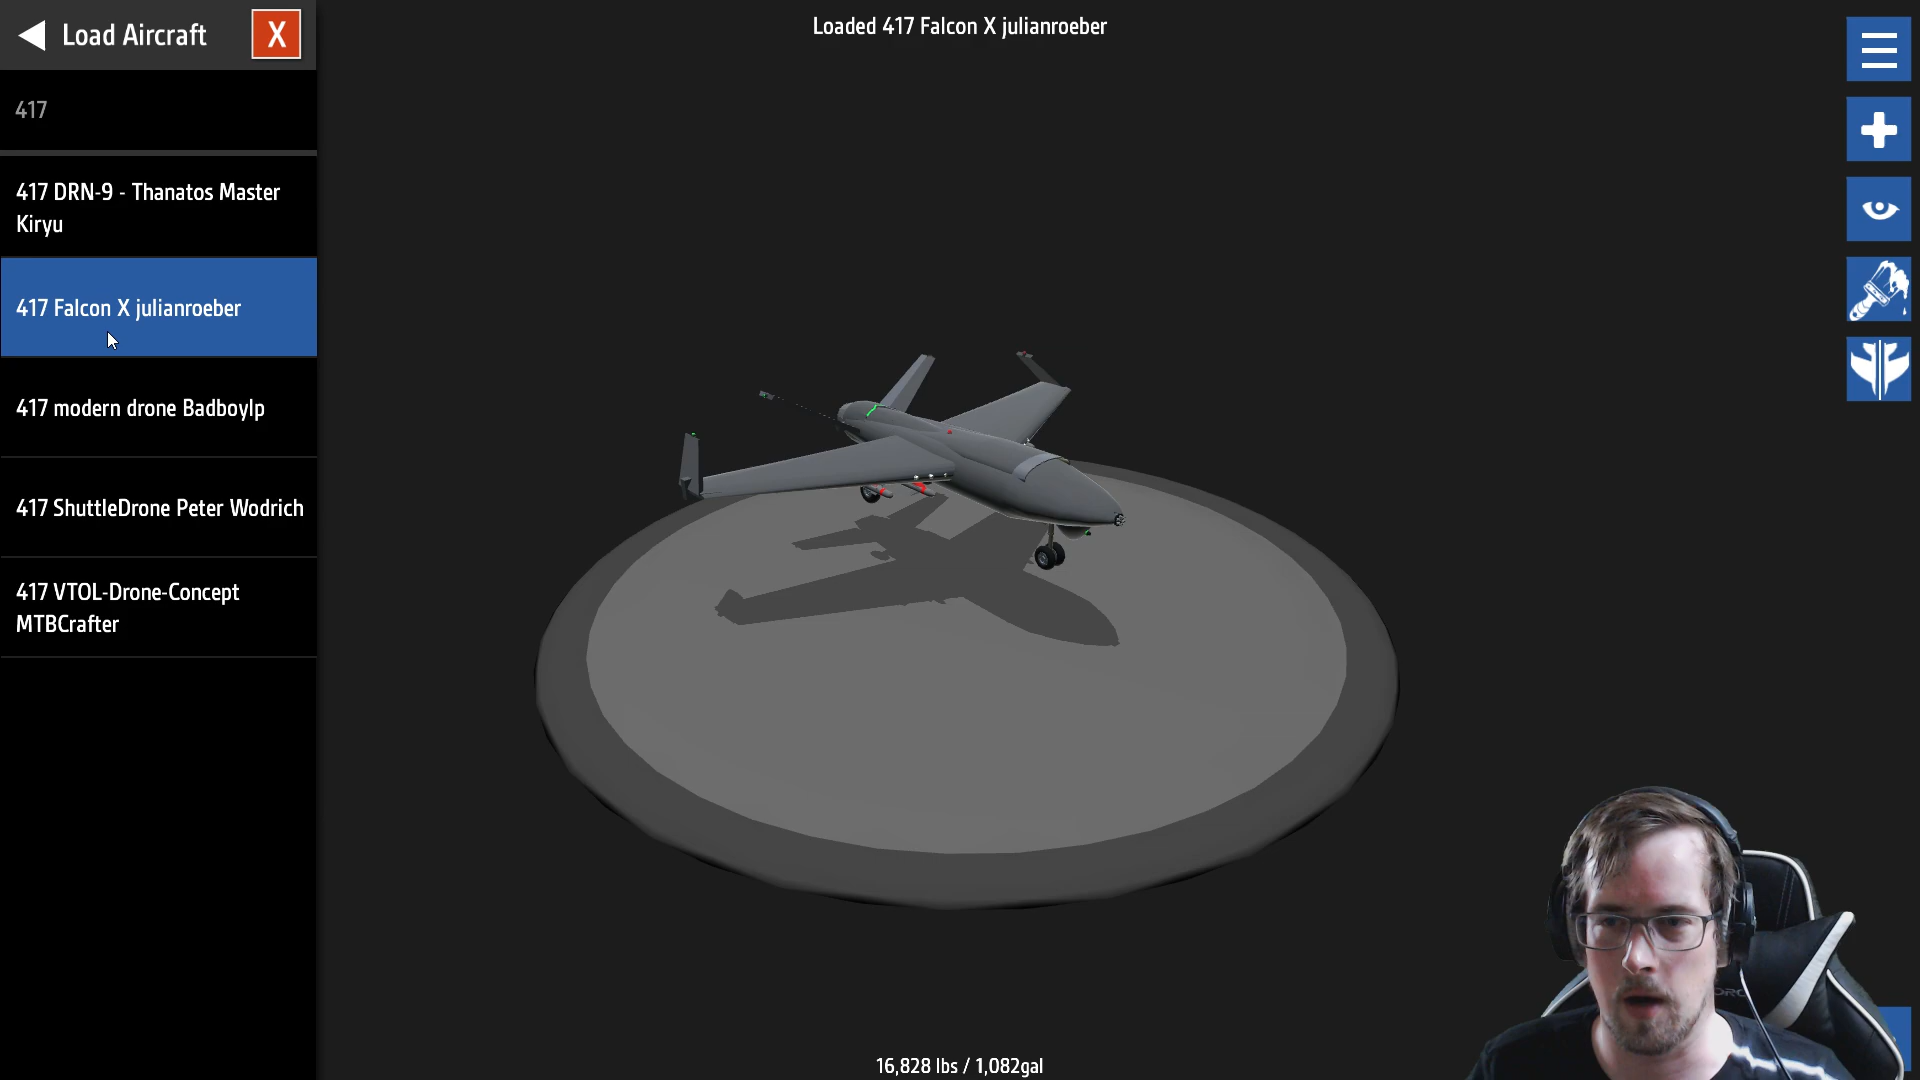 Load Aircraft
X
Loaded 417 Falcon X julianroeber
417
417 DRN-9 - Thanatos Master
Kiryu
417 Falcon X julianroeber
417 modern drone Badboylp
417 ShuttleDrone Peter Wodrich
417 VTOL-Drone-Concept
MTBCrafter
16,828 lbs / 1,082gal